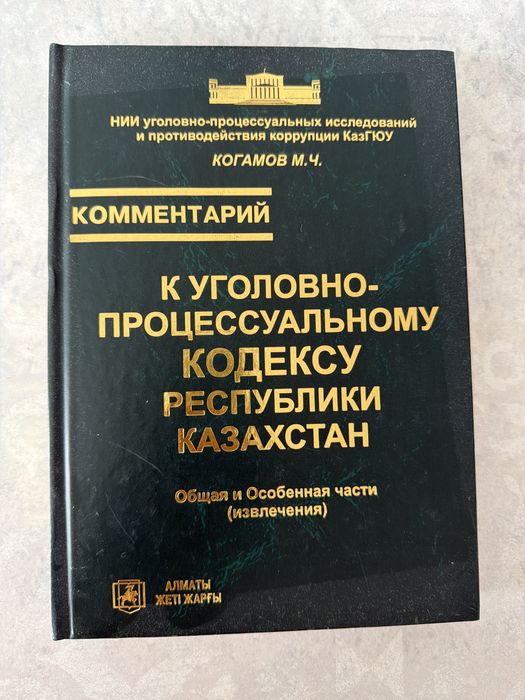 НИИ уголовно-процессуальных исследований
и противодействия коррупции КазГЮУ
КОГАМОВ М.Ч.
КОММЕНТАРИЙ
К УГОЛОВНО-
ПРОЦЕССУАЛЬНОМУ
КОДЕКСУ
РЕСПУБЛИКИ
КАЗАХСТАН
Общая и Особенная части
(извлечения)
АЛМАТЫ
ЖЕТІ ЖАРҒЫ